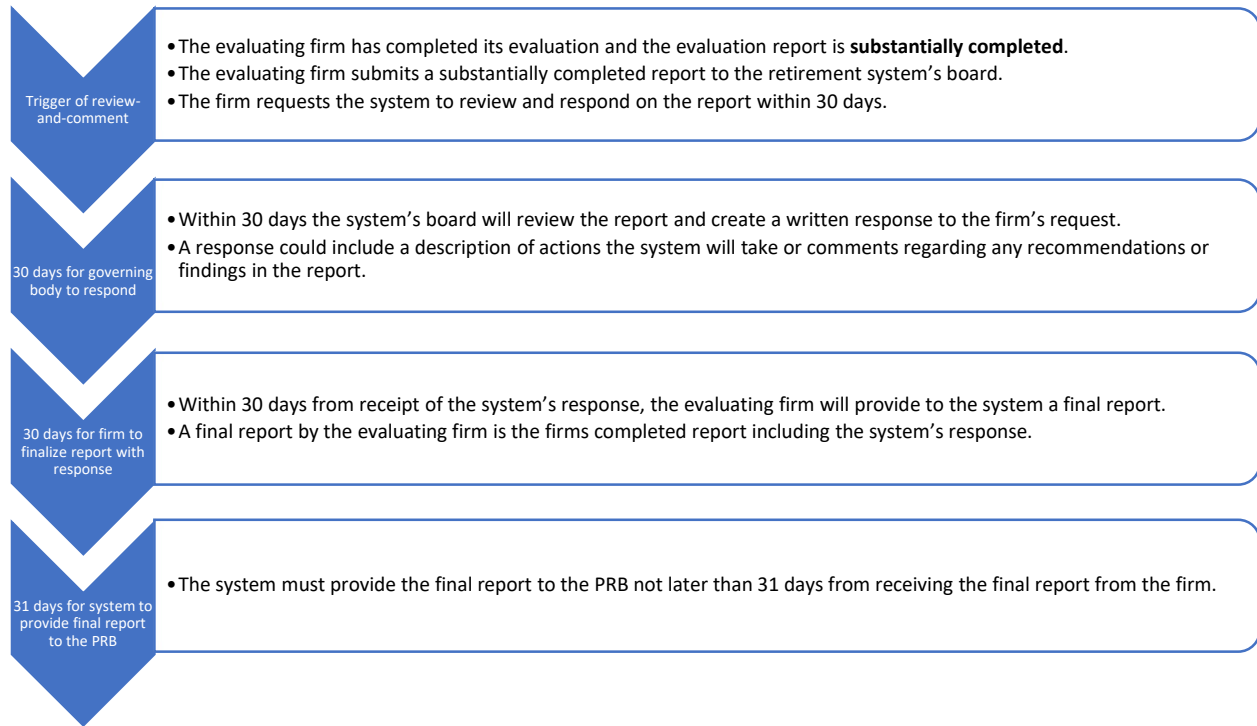 Trigger of review-
and-comment
•The evaluating firm has completed its evaluation and the evaluation report is substantially completed.
•The evaluating firm submits a substantially completed report to the retirement system’s board.
•The firm requests the system to review and respond on the report within 30 days.
30 days for governing
body to respond
•Within 30 days the system’s board will review the report and create a written response to the firm’s request.
•A response could include a description of actions the system will take or comments regarding any recommendations or
findings in the report.
30 days for firm to
finalize report with
response
•Within 30 days from receipt of the system’s response, the evaluating firm will provide to the system a final report.
•A final report by the evaluating firm is the firms completed report including the system’s response.
31 days for system to
provide final report
to the PRB
•The system must provide the final report to the PRB not later than 31 days from receiving the final report from the firm.